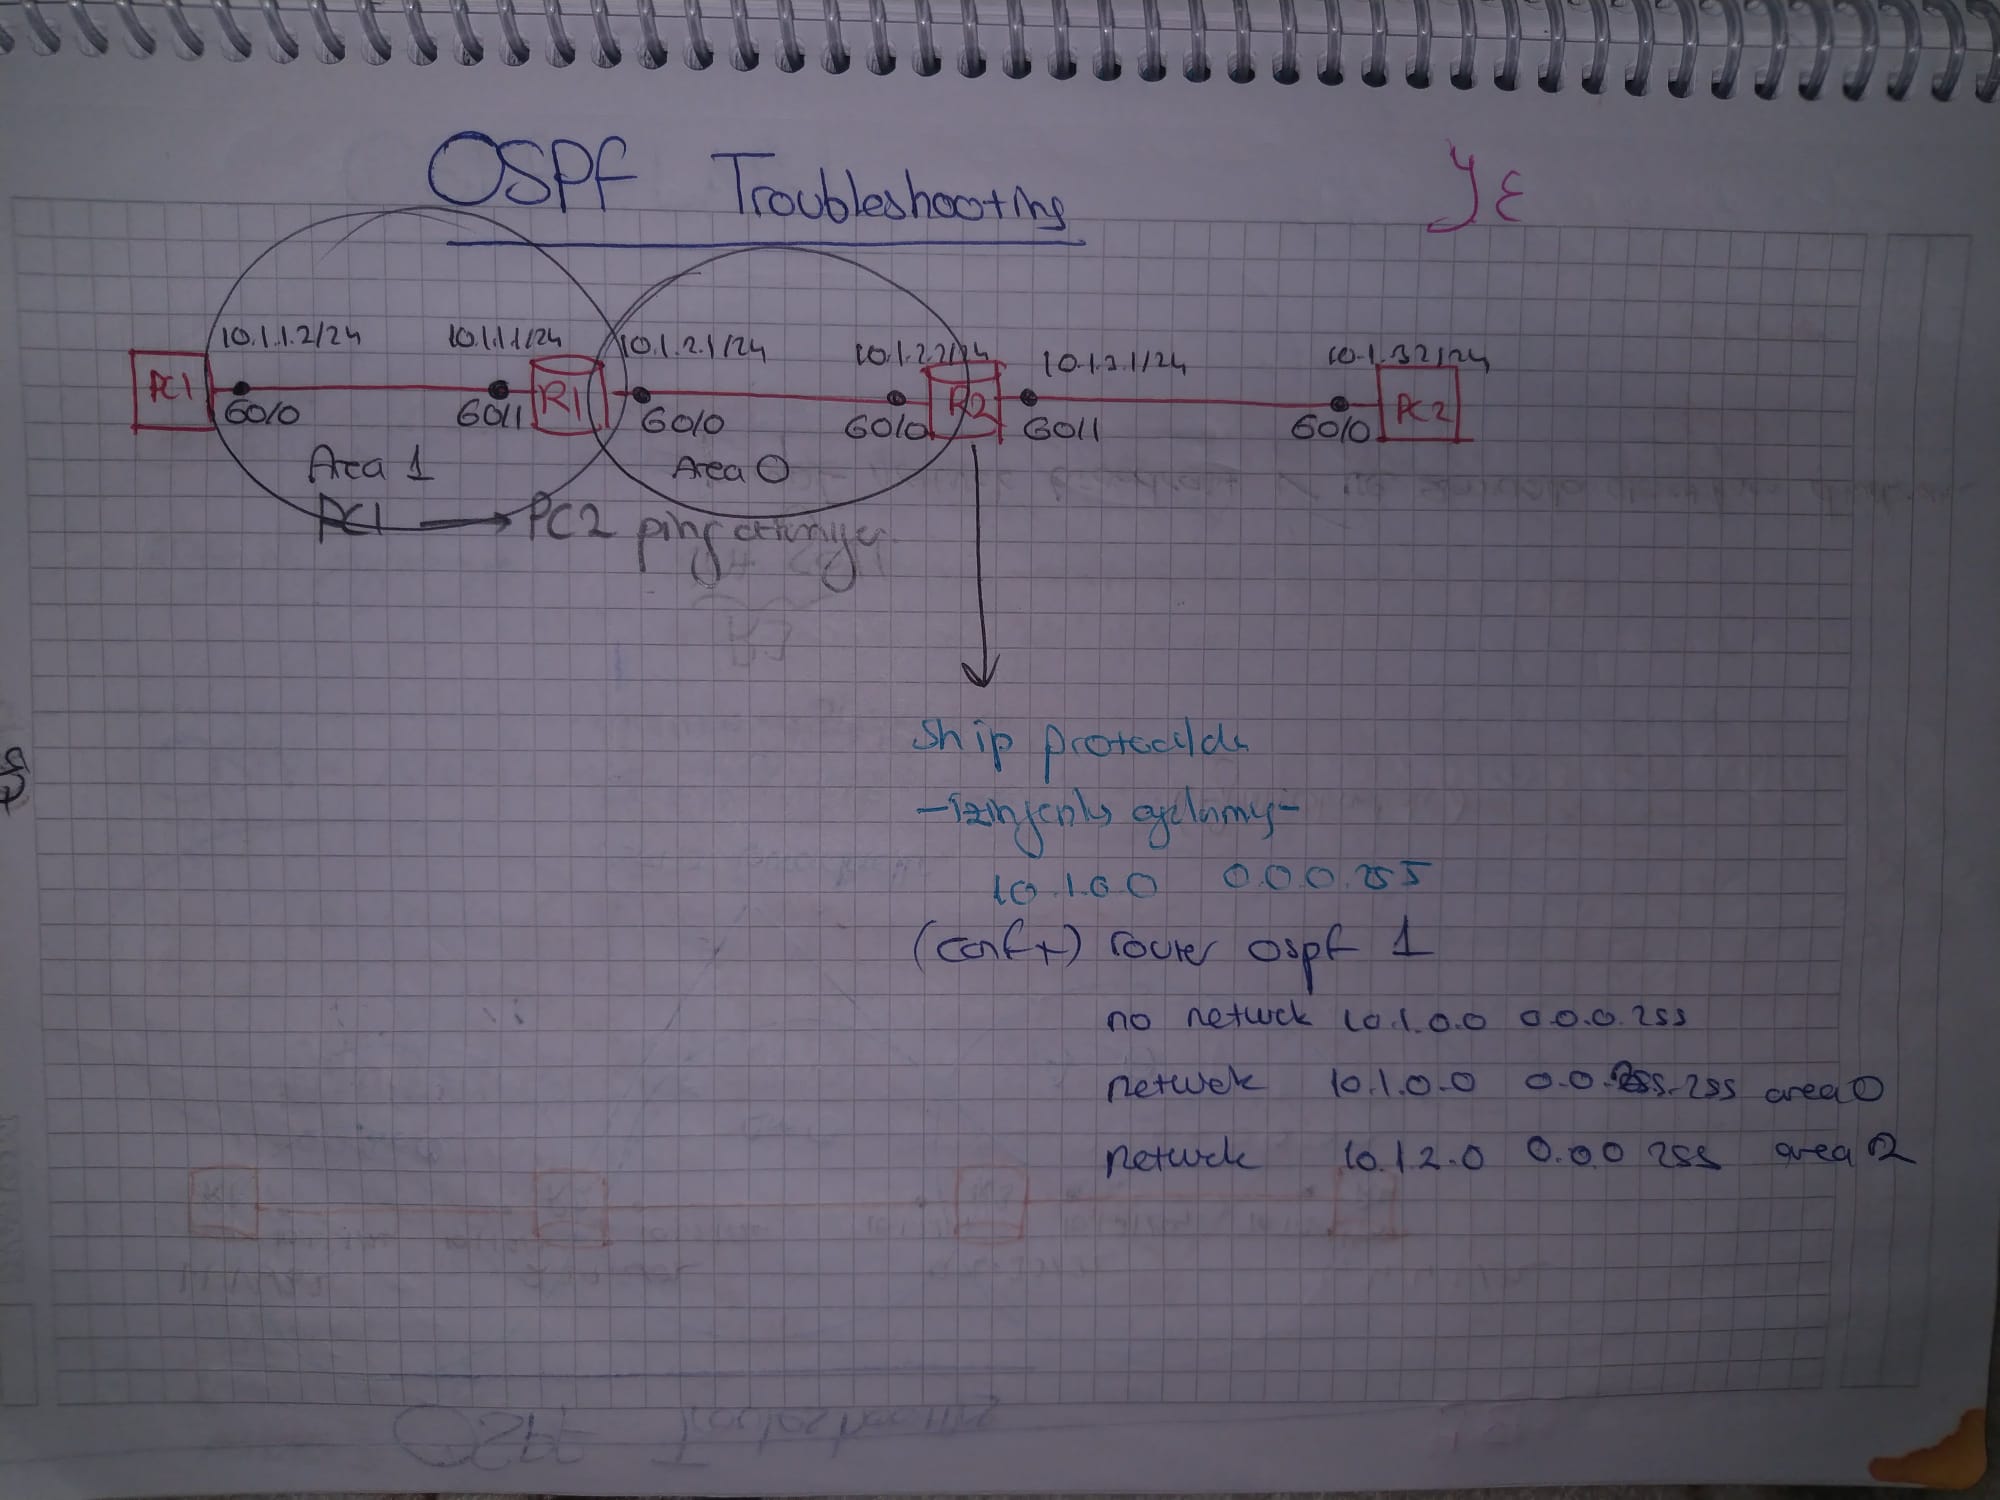 OSPF Troubleshooting
YE
10.1.1.2/24 10.1.1.1/24 10.1.2.1/24 10.1.2.2/24 10.1.3.1/24 10.1.3.2/24
PC1 R1 R2 PC2
G0/0 G0/1 G0/0 G0/0 G0/1 G0/0
Area 1 Area 0
PC1 → PC2 ping atmıyor
Sh ip protocolde
10.1.0.0 0.0.0.255
(conf t) router ospf 1
no network 10.1.0.0 0.0.0.255
network 10.1.0.0 0.0.255.255 area 0
network 10.1.2.0 0.0.0.255 area 2